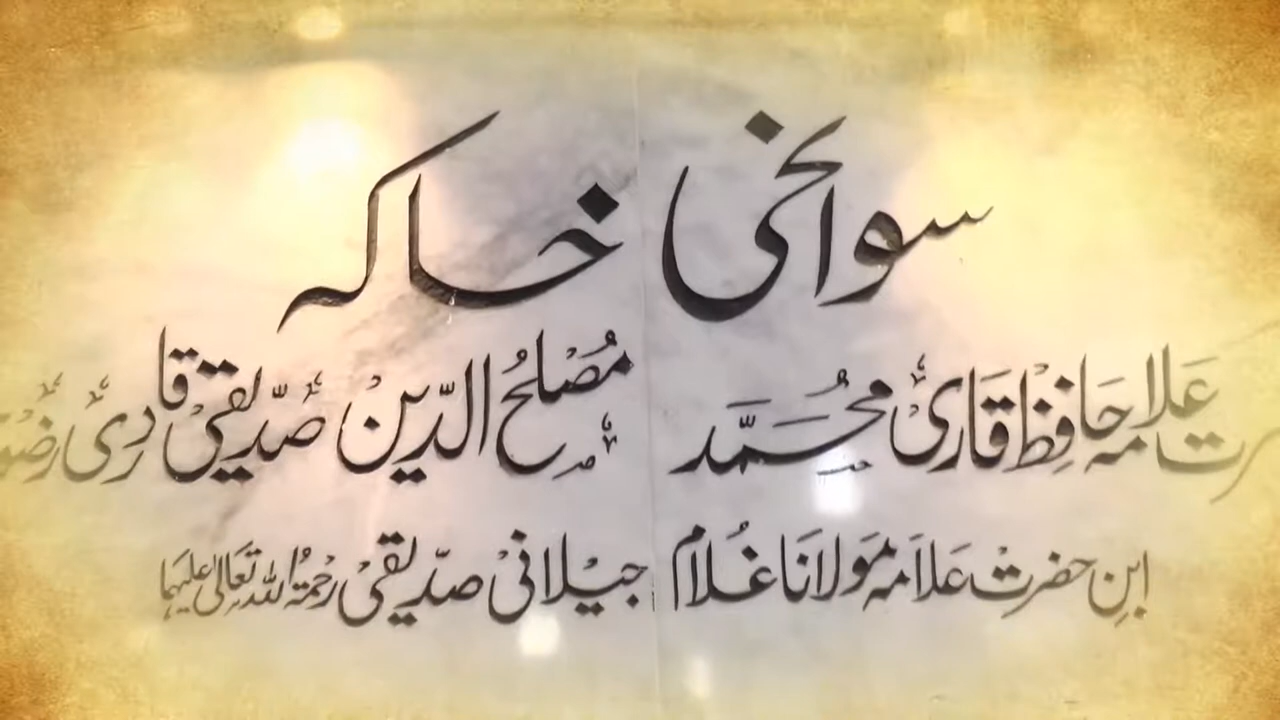 سوانحی خاکہ
حضرت علامہ حافظ قاری محمد مصلح الدین صدیقی قادری
ابنِ حضرت علامہ مولانا غلام جیلانی صدیقی رحمۃ اللہ تعالیٰ علیہما